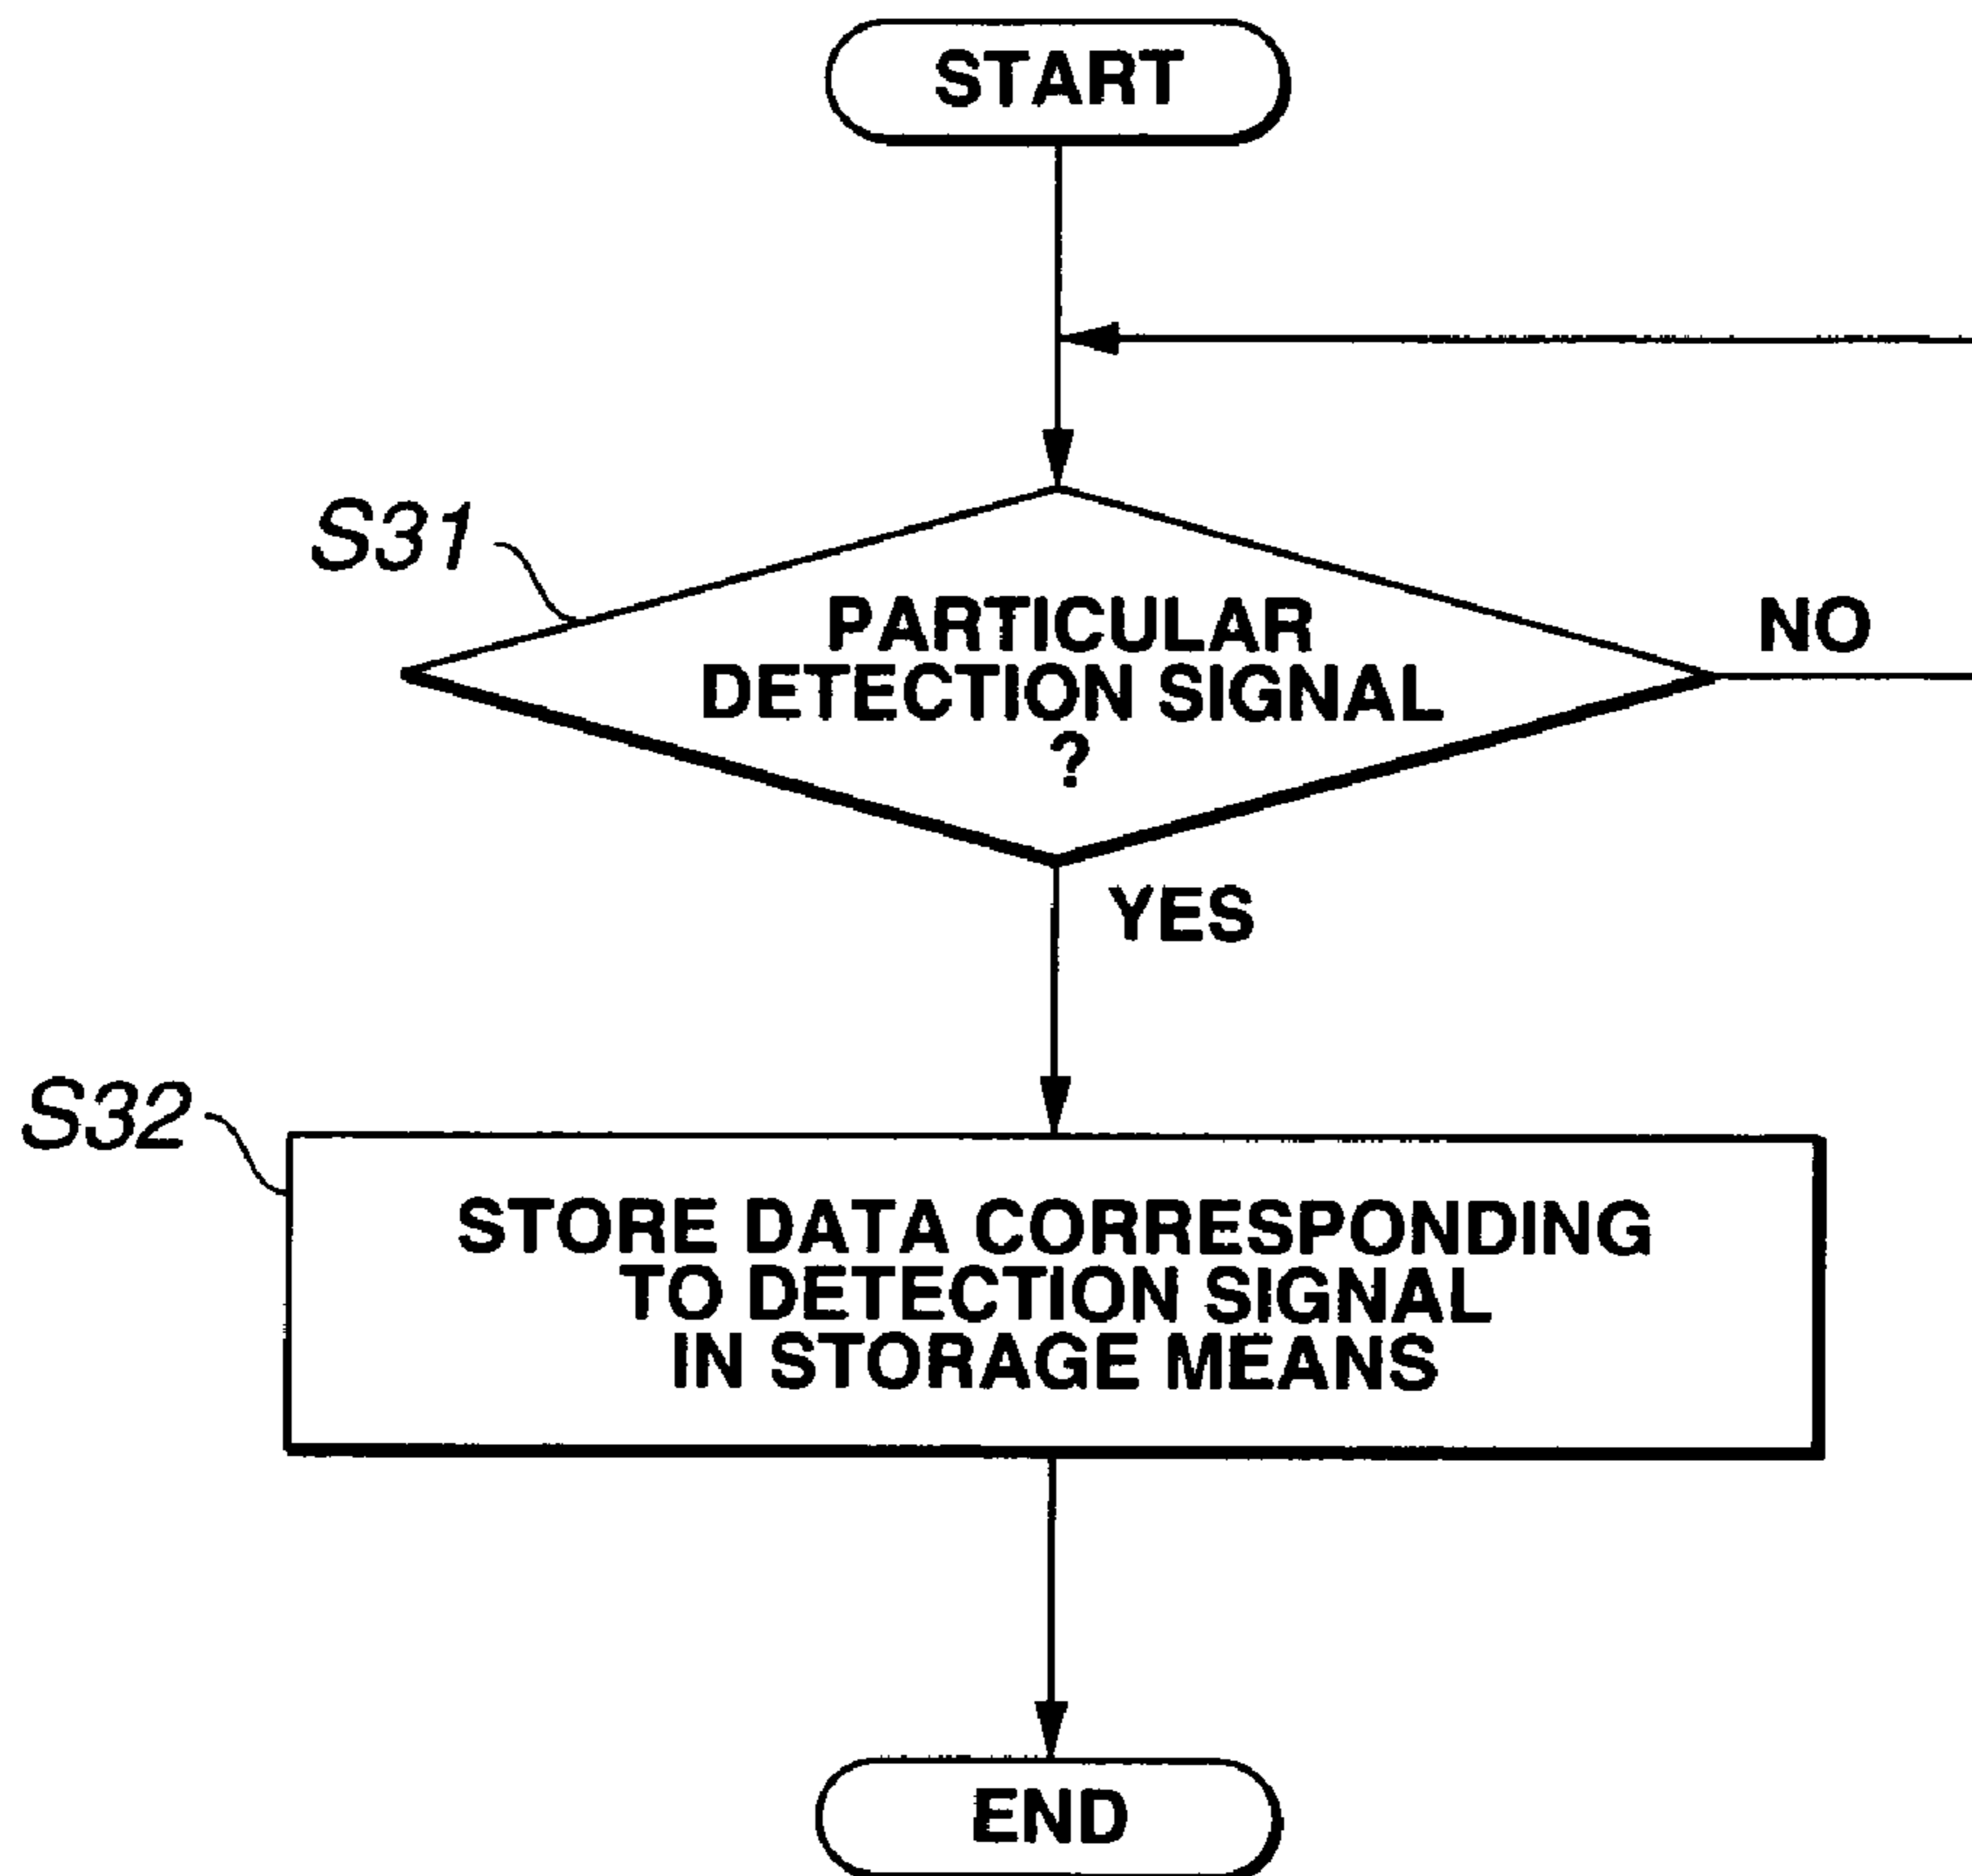 START
S31
PARTICULAR
DETECTION SIGNAL
?
NO
YES
S32
STORE DATA CORRESPONDING
TO DETECTION SIGNAL
IN STORAGE MEANS
END